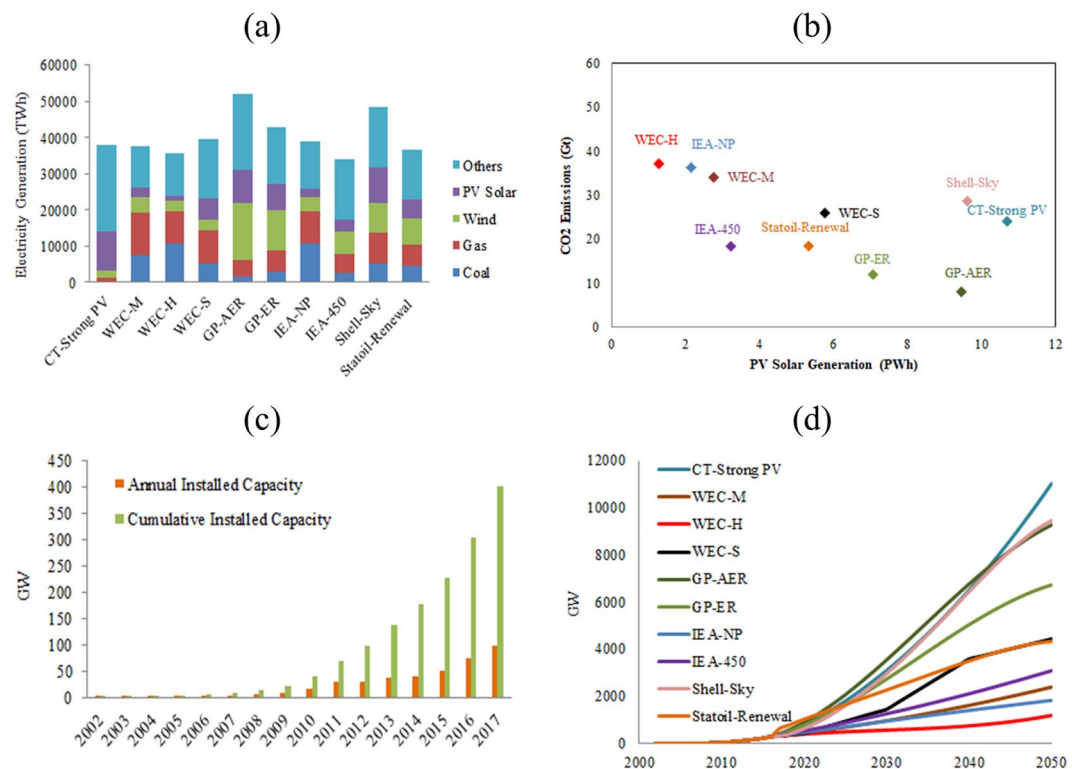 (a)
Electricity Generation (TWh)
60000
50000
40000
30000
20000
10000
0
CT-Strong PV
WEC-M
WEC-H
WEC-S
GP-AER
GP-ER
IEA-NP
IEA-450
Shell-Sky
Statoil-Renewal
Others
PV Solar
Wind
Gas
Coal
(b)
CO2 Emissions (Gt)
60
50
40
30
20
10
0
WEC-H
IEA-NP
WEC-M
Shell-Sky
WEC-S
CT-Strong PV
IEA-450
Statoil-Renewal
GP-ER
GP-AER
0 2 4 6 8 10 12
PV Solar Generation (PWh)
(c)
GW
450
400
350
300
250
200
150
100
50
0
Annual Installed Capacity
Cumulative Installed Capacity
2002 2003 2004 2005 2006 2007 2008 2009 2010 2011 2012 2013 2014 2015 2016 2017
(d)
GW
12000
10000
8000
6000
4000
2000
0
CT-Strong PV
WEC-M
WEC-H
WEC-S
GP-AER
GP-ER
IEA-NP
IEA-450
Shell-Sky
Statoil-Renewal
2000 2010 2020 2030 2040 2050